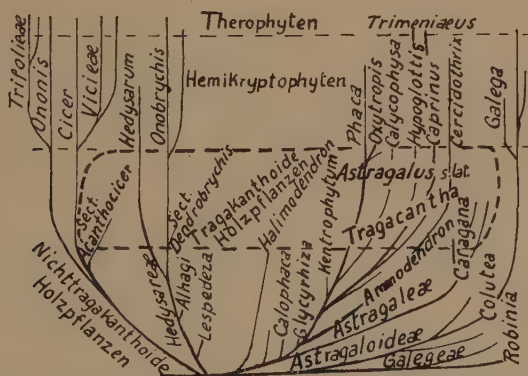 Therophyten
Trimeniaeus
Hemikryptophyten
Trifolieae
Ononis
Cicer
Vicieae
Hedysarum
Onobrychis
Phaca
Oxytropis
Calycophysa
Hypoglottis
Caprinus
Cercidothrix
Galega
Sect.
Acanthocicer
Sect.
Dendrobrychis
Tragakanthoide
Holzpflanzen
Halimodendron
Astragalus s.lat.
Tragacantha
Kentrophytum
Nichttragakanthoide
Holzpflanzen
Hedysareae
Alhagi
Lespedeza
Calophaca
Glycyrhiza
Ammodendron
Astragaleae
Caragana
Astragaloideae
Galegeae
Colutea
Robinia